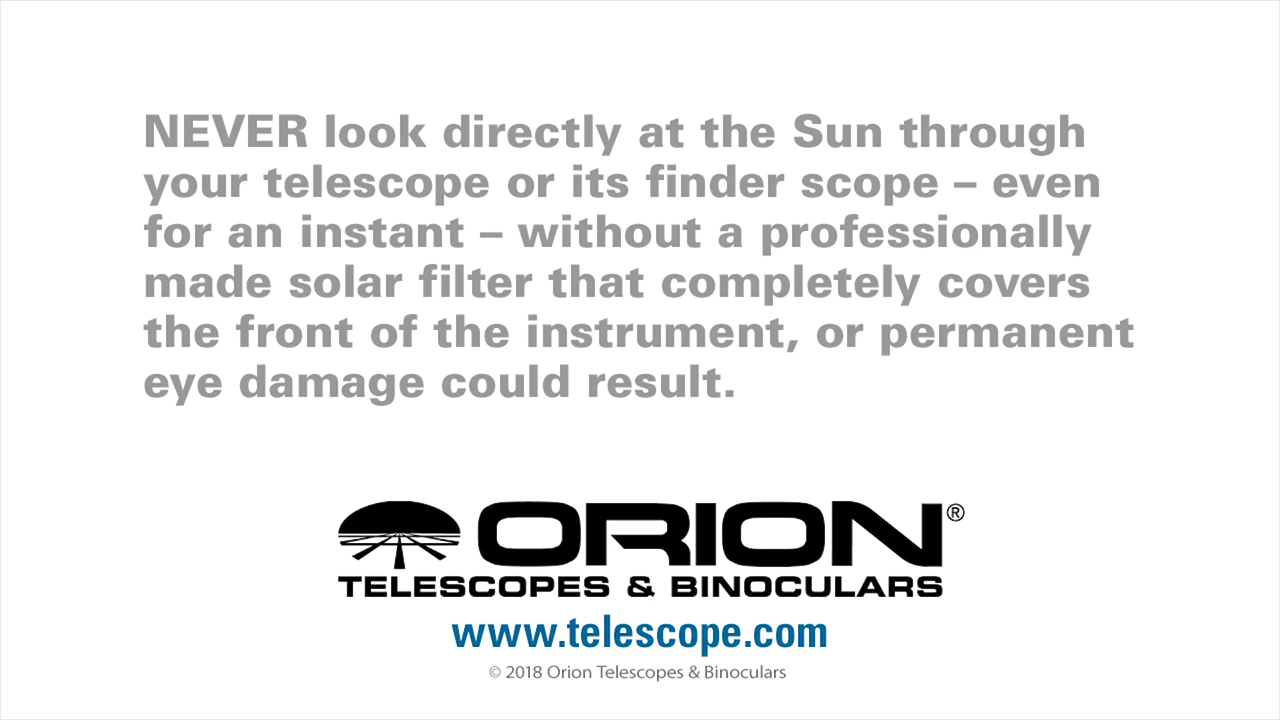 NEVER look directly at the Sun through
your telescope or its finder scope – even
for an instant – without a professionally
made solar filter that completely covers
the front of the instrument, or permanent
eye damage could result.
ORION®
TELESCOPES & BINOCULARS
www.telescope.com
© 2018 Orion Telescopes & Binoculars